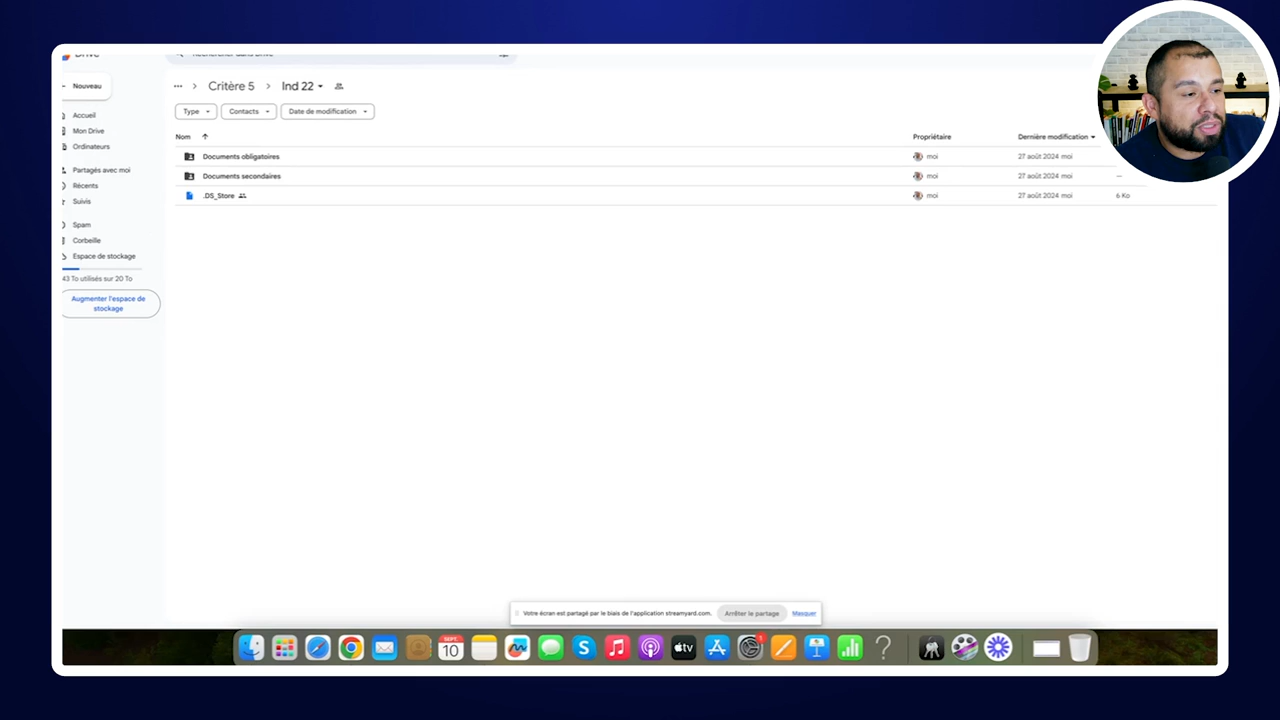 Drive
Nouveau
Accueil
Mon Drive
Ordinateurs
Partagés avec moi
Récents
Suivis
Spam
Corbeille
Espace de stockage
43 To utilisés sur 20 To
Augmenter l'espace de
stockage
Critère 5 > Ind 22
Type
Contacts
Date de modification
Nom
Propriétaire
Dernière modification
Documents obligatoires
moi
27 août 2024 moi
Documents secondaires
moi
27 août 2024 moi
—
.DS_Store
moi
27 août 2024 moi
6 Ko
Votre écran est partagé par le biais de l'application streamyard.com.
Arrêter le partage
Masquer
SEPT.
10
tv
1